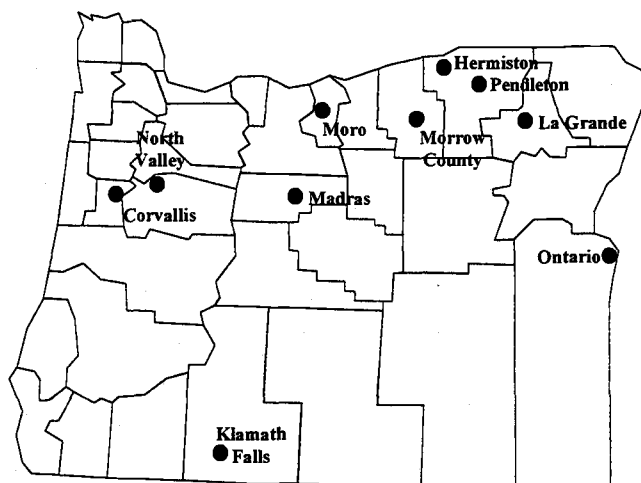 Hermiston
Pendleton
Moro
Morrow
County
La Grande
North
Valley
Corvallis
Madras
Ontario
Klamath
Falls